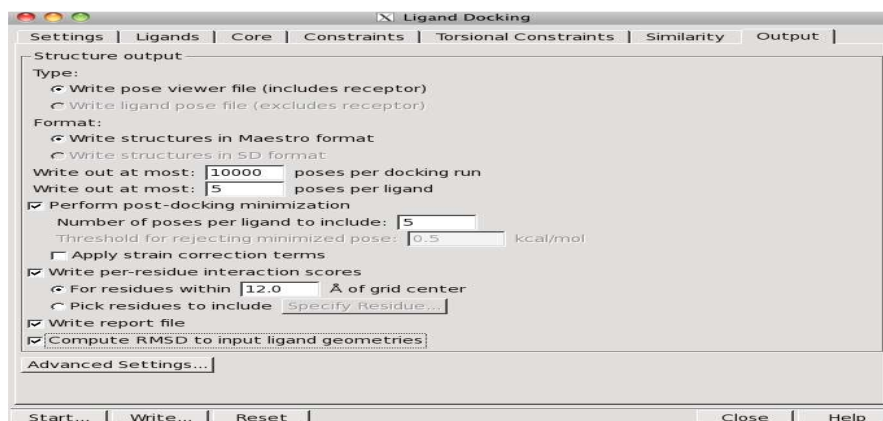 X Ligand Docking
Settings | Ligands | Core | Constraints | Torsional Constraints | Similarity Output
Structure output
Type:
Write pose viewer file (includes receptor)
Write ligand pose file (excludes receptor)
Format:
Write structures in Maestro format
Write structures in SD format
Write out at most: 10000 poses per docking run
Write out at most: 5 poses per ligand
Perform post-docking minimization
Number of poses per ligand to include: 5
Threshold for rejecting minimized pose: 0.5 kcal/mol
Apply strain correction terms
Write per-residue interaction scores
For residues within 12.0 Å of grid center
Pick residues to include Specify Residue...
Write report file
Compute RMSD to input ligand geometries
Advanced Settings...
Start... Write... Reset Close Help